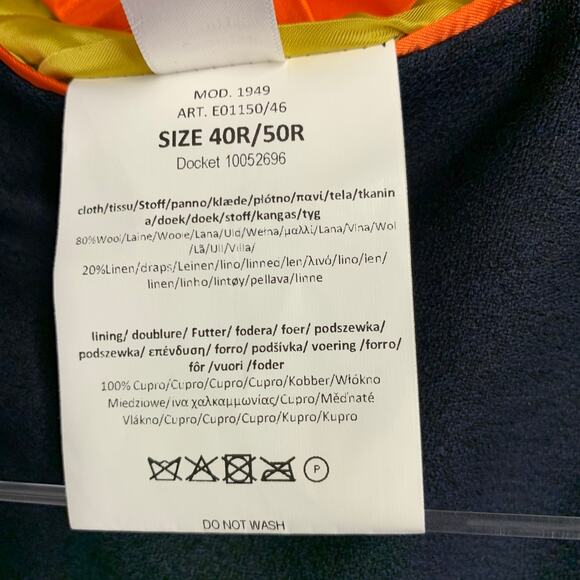 MOD. 1949
ART. E01150/46
SIZE 40R/50R
Docket 10052696
cloth/tissu/Stoff/panno/klæde/płótno/πανί/tela/tkanin
a/doek/doek/stoff/kangas/tyg
80%Wool/Laine/Wolle/Lana/Uld/Wełna/μαλλί/Lana/Vlna/Wol
/Lã/Ull/Villa/
20%Linen/draps/Leinen/lino/linned/len/λινό/lino/len/
linen/linho/lintøy/pellava/linne
lining/ doublure/ Futter/ fodera/ foer/ podszewka/
podszewka/ επένδυση/ forro/ podšívka/ voering /forro/
fôr /vuori /foder
100% Cupro/Cupro/Cupro/Cupro/Kobber/Włókno
Miedziowe/ίνα χαλκαμμωνίας/Cupro/Měďnaté
Vlákno/Cupro/Cupro/Cupro/Kupro/Kupro
P
DO NOT WASH